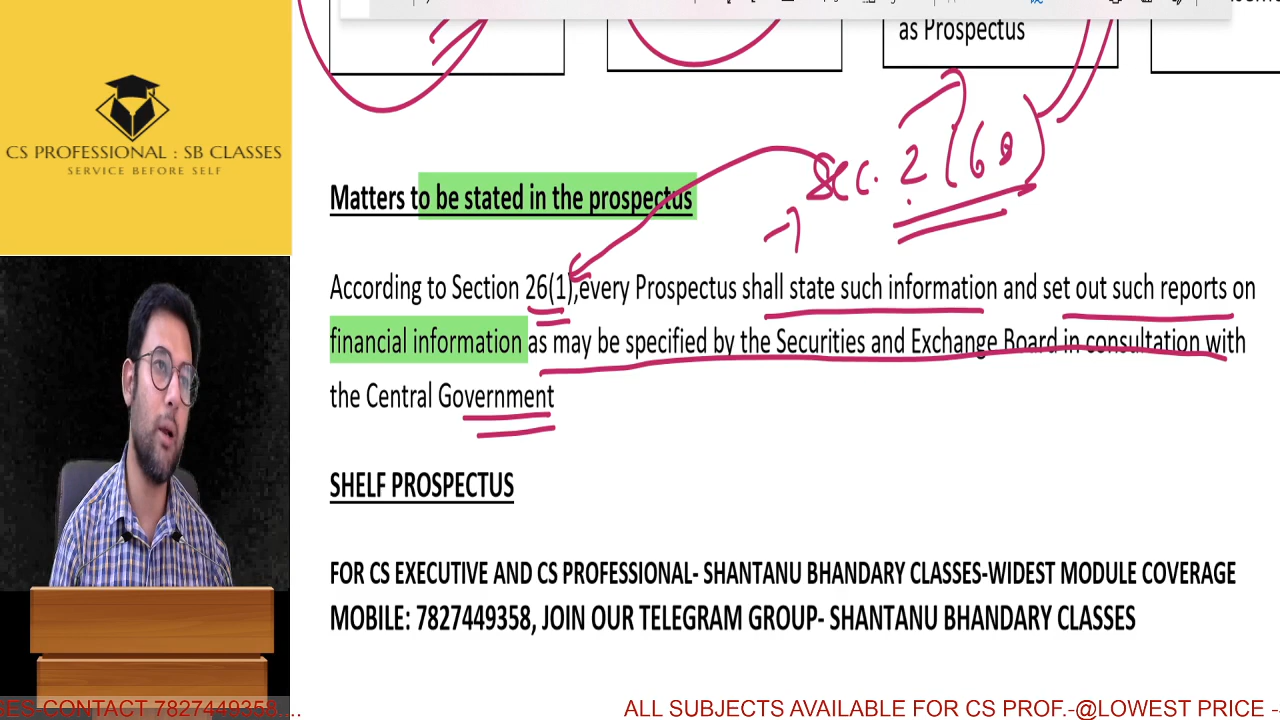 as Prospectus
CS PROFESSIONAL : SB CLASSES
SERVICE BEFORE SELF
Sec. 2(68)
Matters to be stated in the prospectus
According to Section 26(1),every Prospectus shall state such information and set out such reports on
financial information as may be specified by the Securities and Exchange Board in consultation with
the Central Government
SHELF PROSPECTUS
FOR CS EXECUTIVE AND CS PROFESSIONAL- SHANTANU BHANDARY CLASSES-WIDEST MODULE COVERAGE
MOBILE: 7827449358, JOIN OUR TELEGRAM GROUP- SHANTANU BHANDARY CLASSES
SES-CONTACT 7827449358.... ALL SUBJECTS AVAILABLE FOR CS PROF.-@LOWEST PRICE -